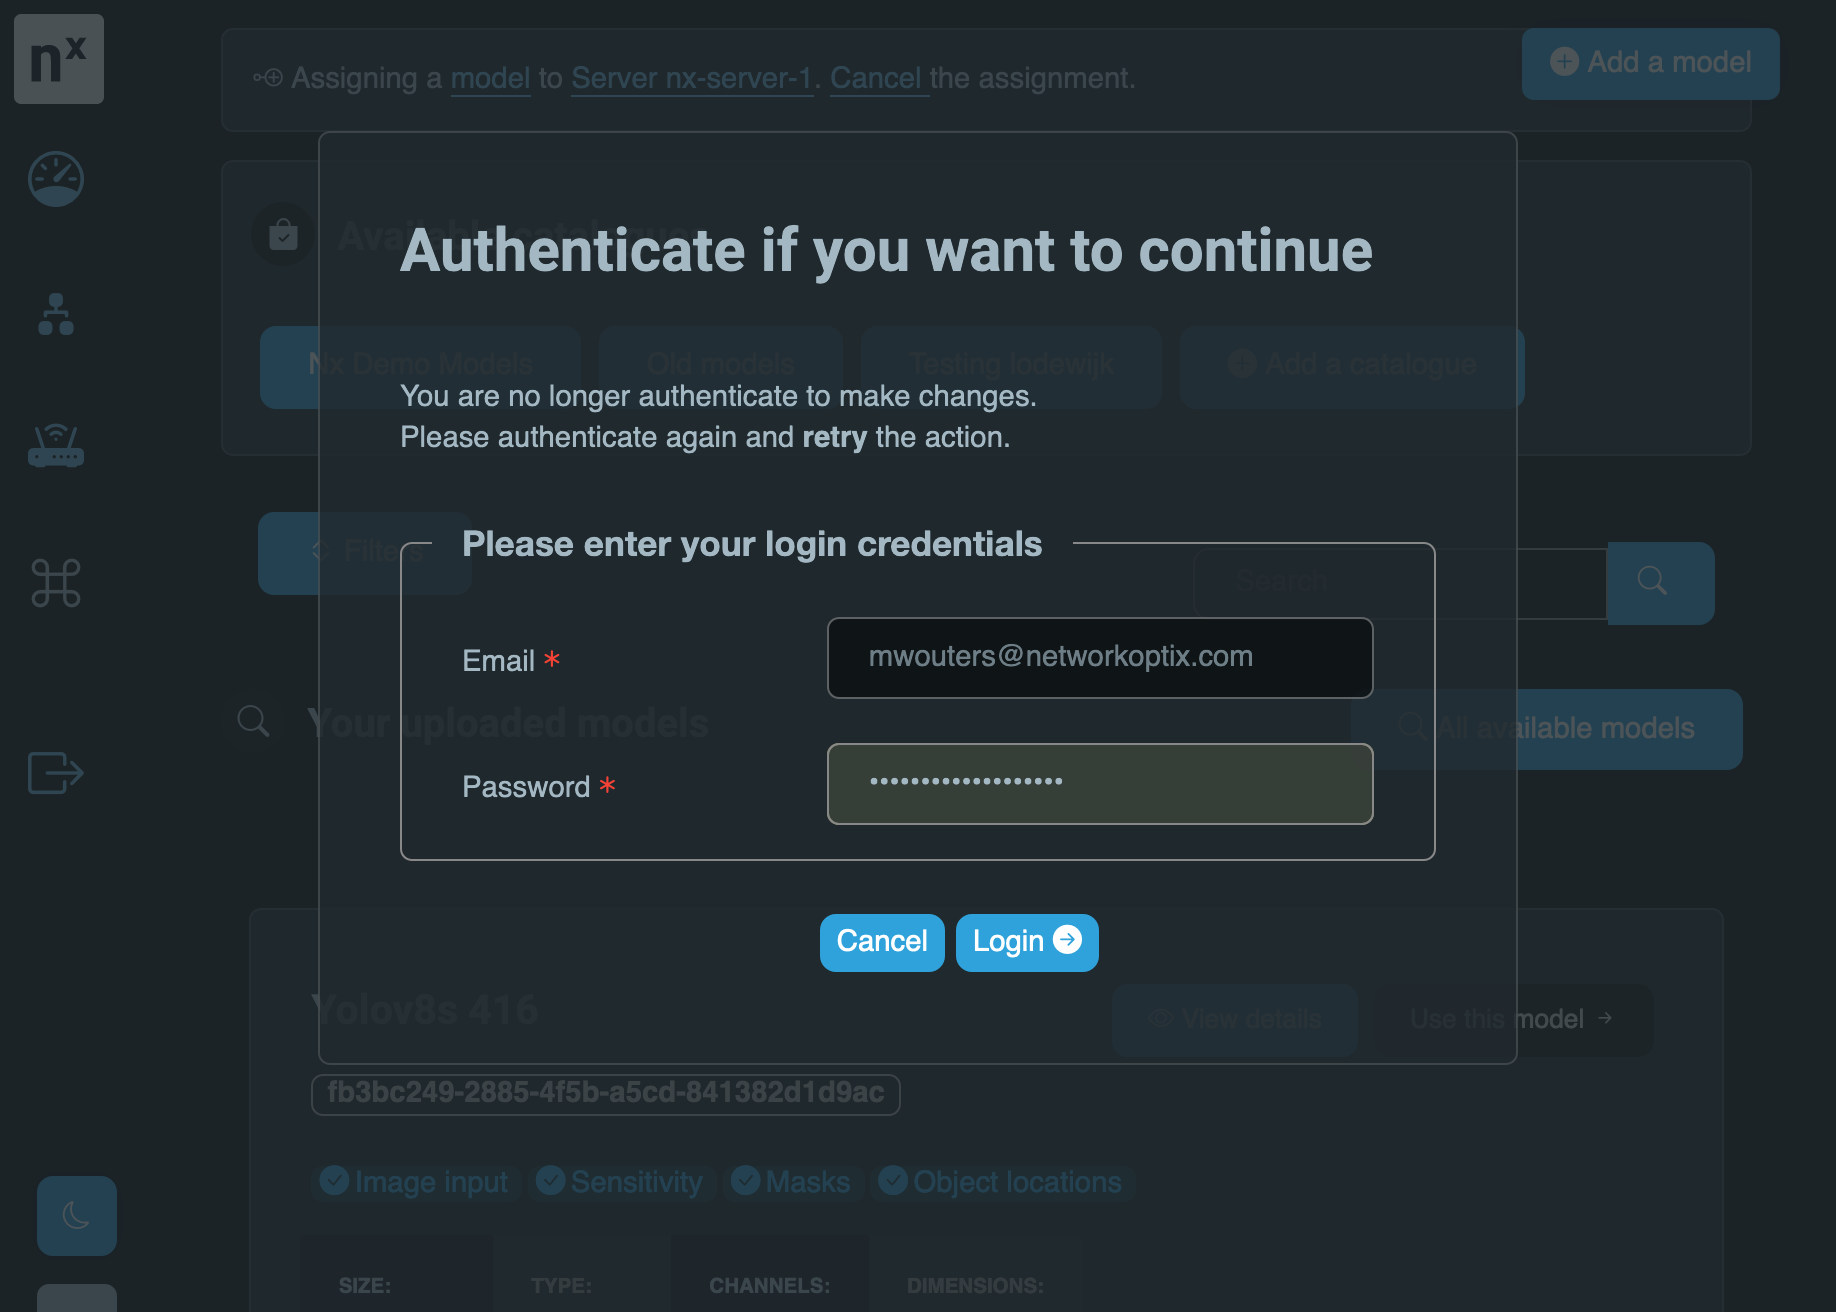 nx
Assigning a model to Server nx-server-1. Cancel the assignment.
Add a model
Available catalogues
Authenticate if you want to continue
Nx Demo Models
Old models
Testing lodewijk
Add a catalogue
You are no longer authenticate to make changes.
Please authenticate again and retry the action.
Filters
Please enter your login credentials
Search
Email *
mwouters@networkoptix.com
Your uploaded models
All available models
Password *
••••••••••••••••••
Cancel
Login
Yolov8s 416
View details
Use this model
fb3bc249-2885-4f5b-a5cd-841382d1d9ac
Image input
Sensitivity
Masks
Object locations
SIZE:
TYPE:
CHANNELS:
DIMENSIONS: